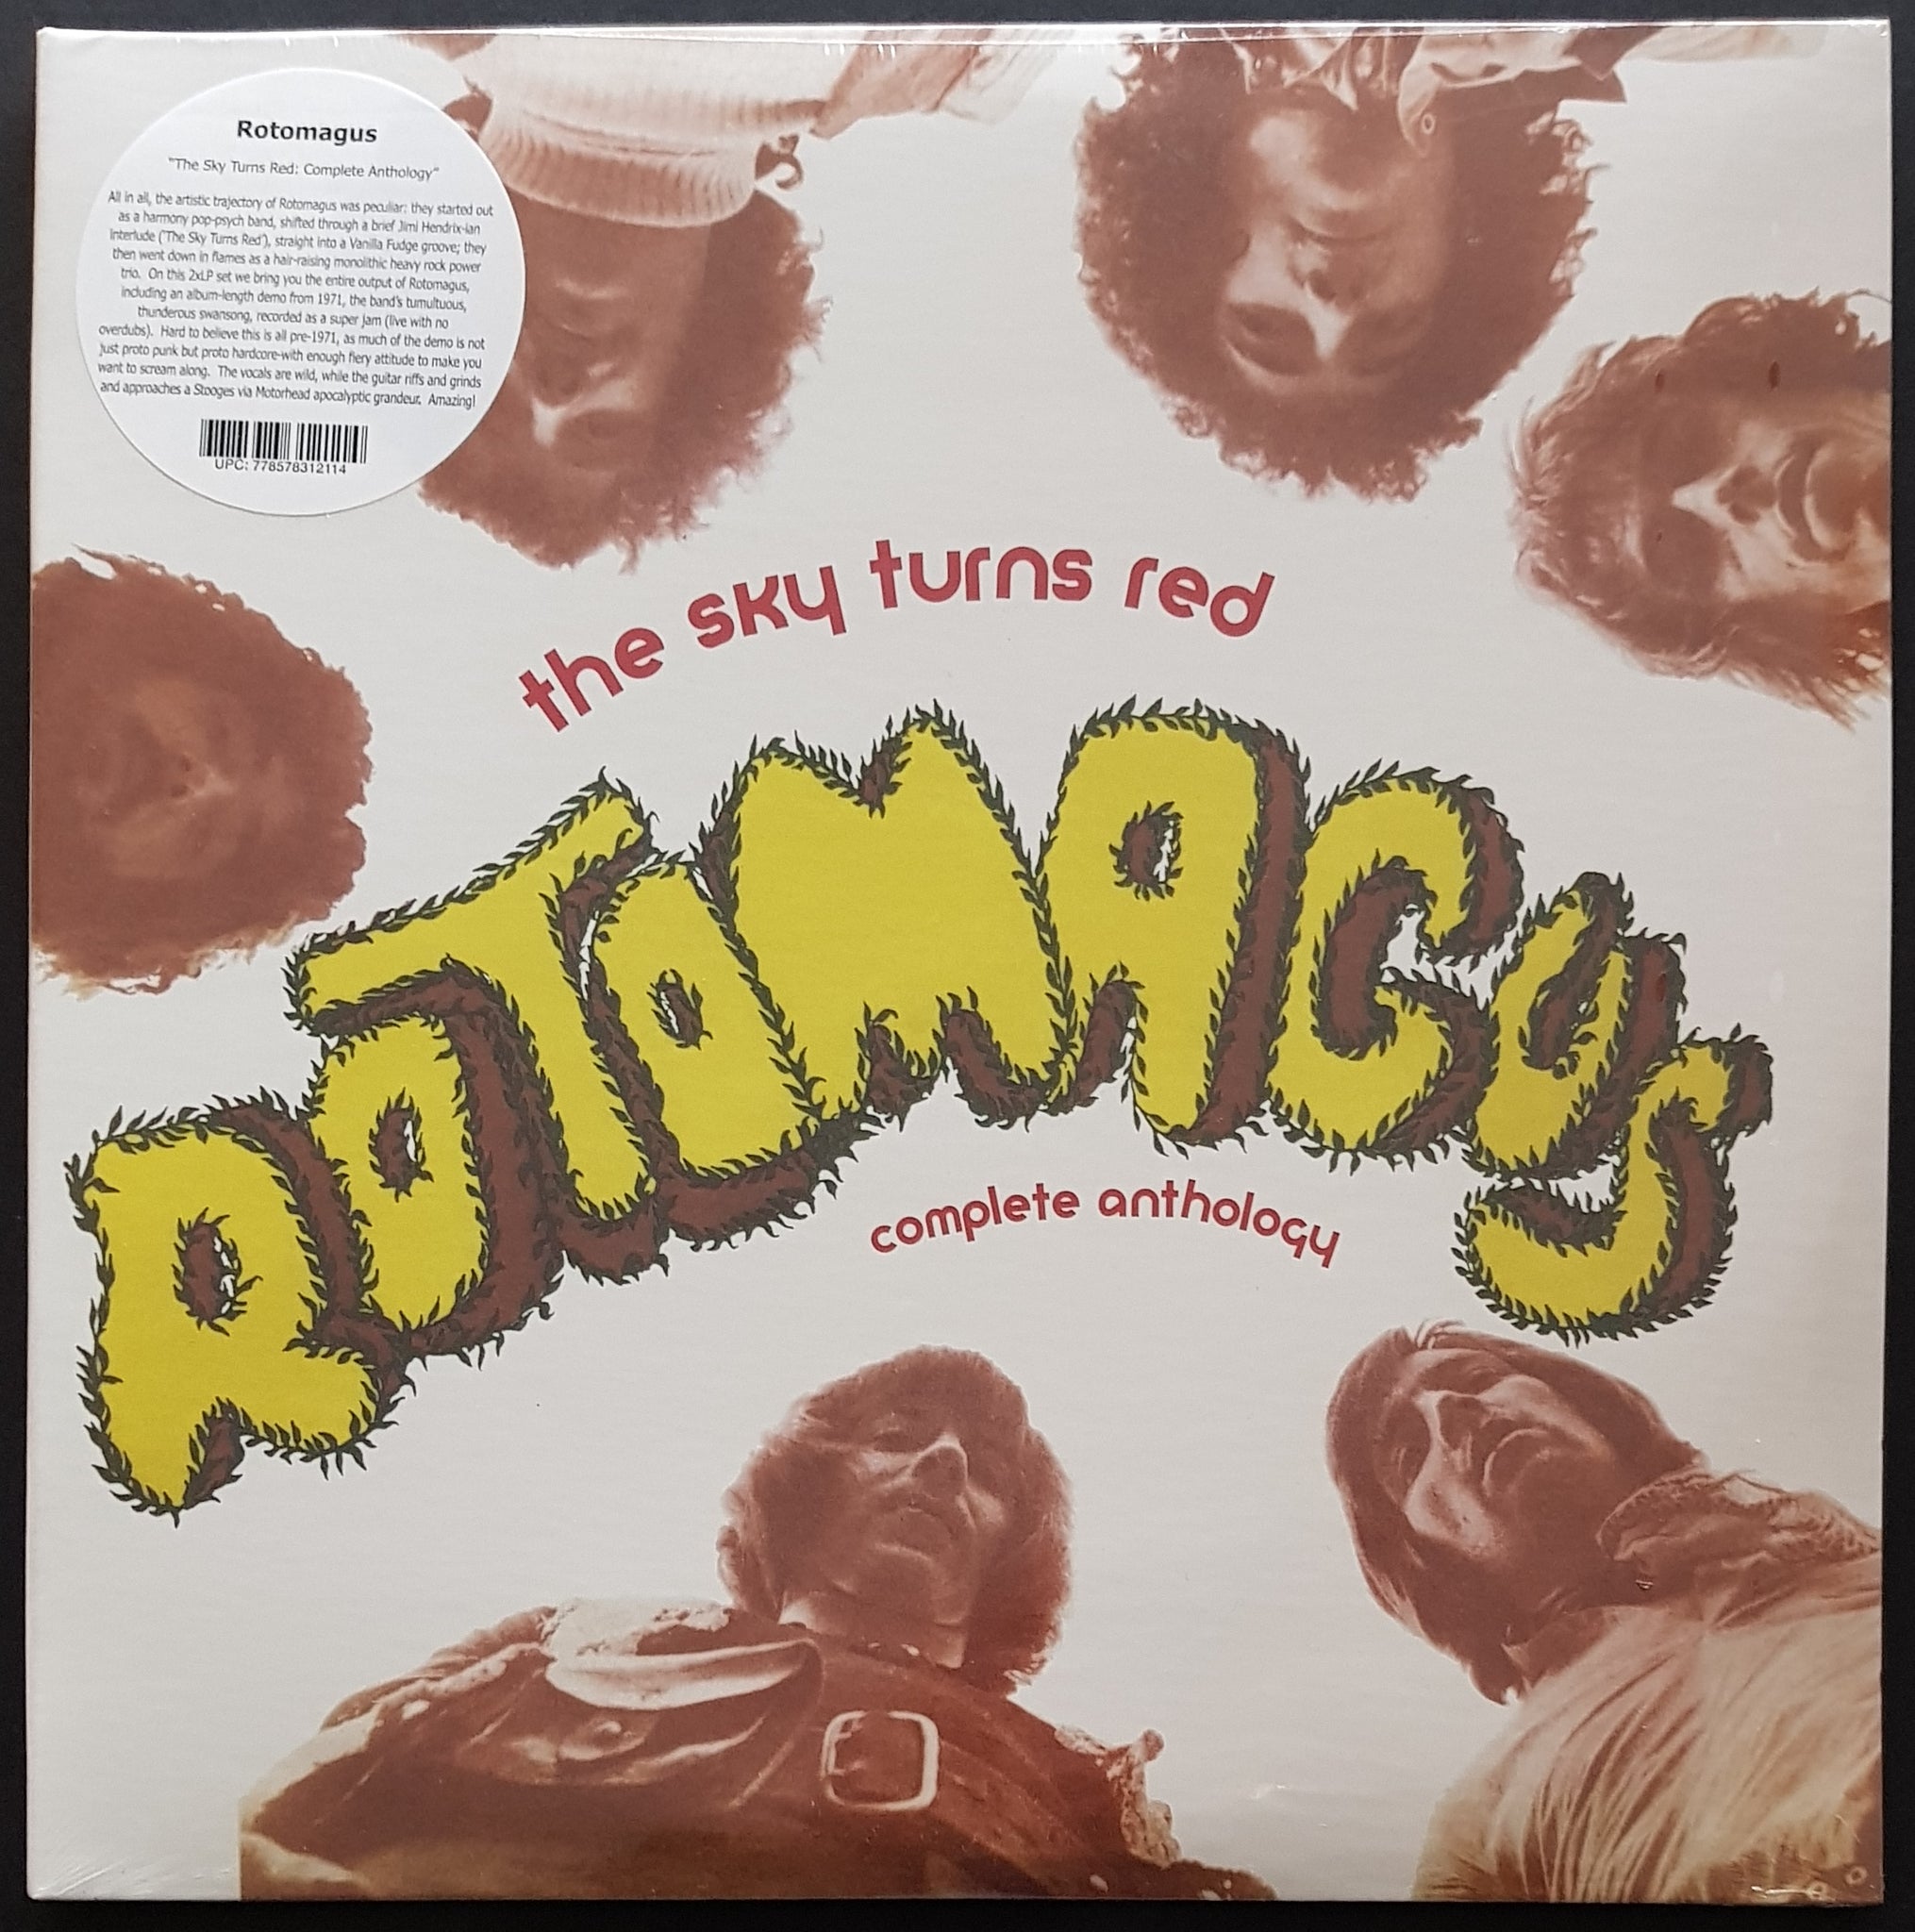 Rotomagus
"The Sky Turns Red: Complete Anthology"
All in all, the artistic trajectory of Rotomagus was peculiar: they started out
as a harmony pop-psych band, shifted through a brief Jimi Hendrix-ian
interlude ('The Sky Turns Red'), straight into a Vanilla Fudge groove; they
then went down in flames as a hair-raising monolithic heavy rock power
trio.  On this 2xLP set we bring you the entire output of Rotomagus,
including an album-length demo from 1971, the band's tumultuous,
thunderous swansong, recorded as a super jam (live with no
overdubs).  Hard to believe this is all pre-1971, as much of the demo is not
just proto punk but proto hardcore-with enough fiery attitude to make you
want to scream along.  The vocals are wild, while the guitar riffs and grinds
and approaches a Stooges via Motorhead apocalyptic grandeur.  Amazing!
UPC: 778578312114
the sky turns red
ROTOMAGUS
complete anthology